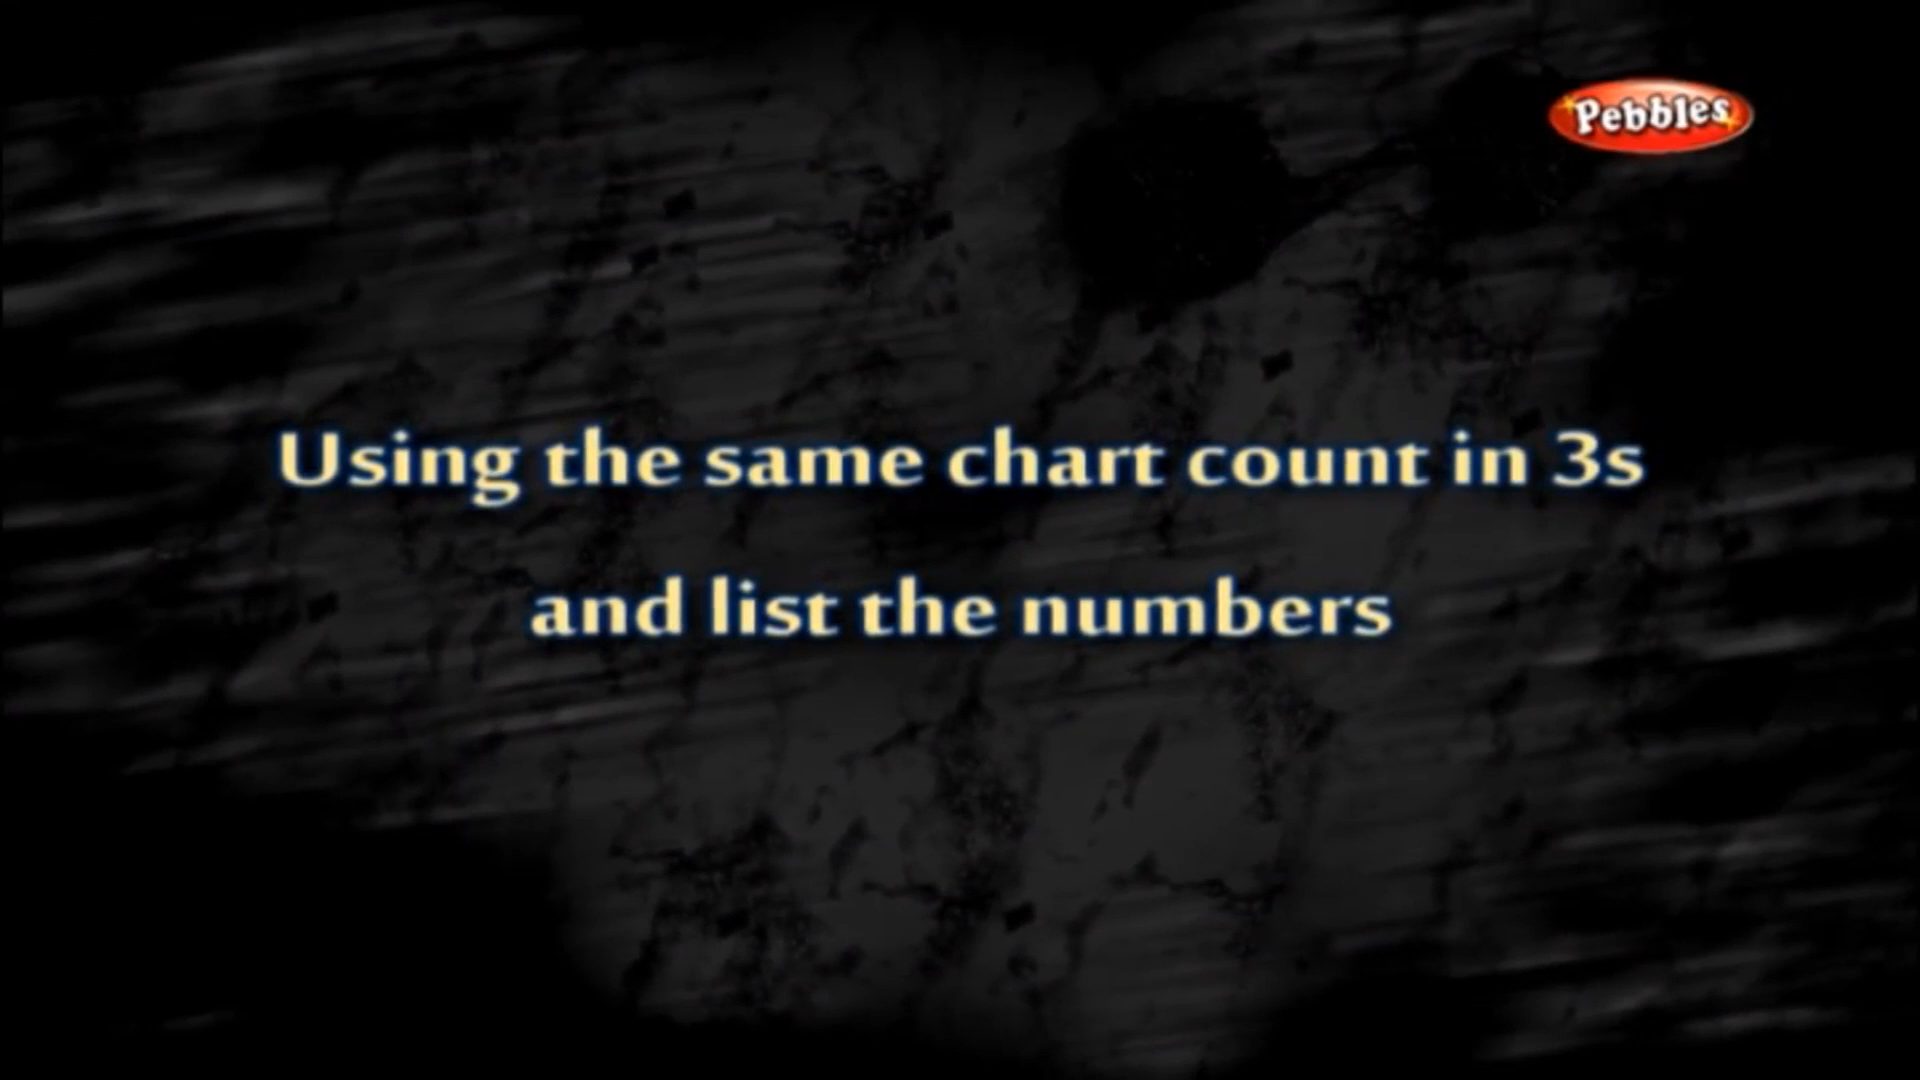 Pebbles
Using the same chart count in 3s
and list the numbers